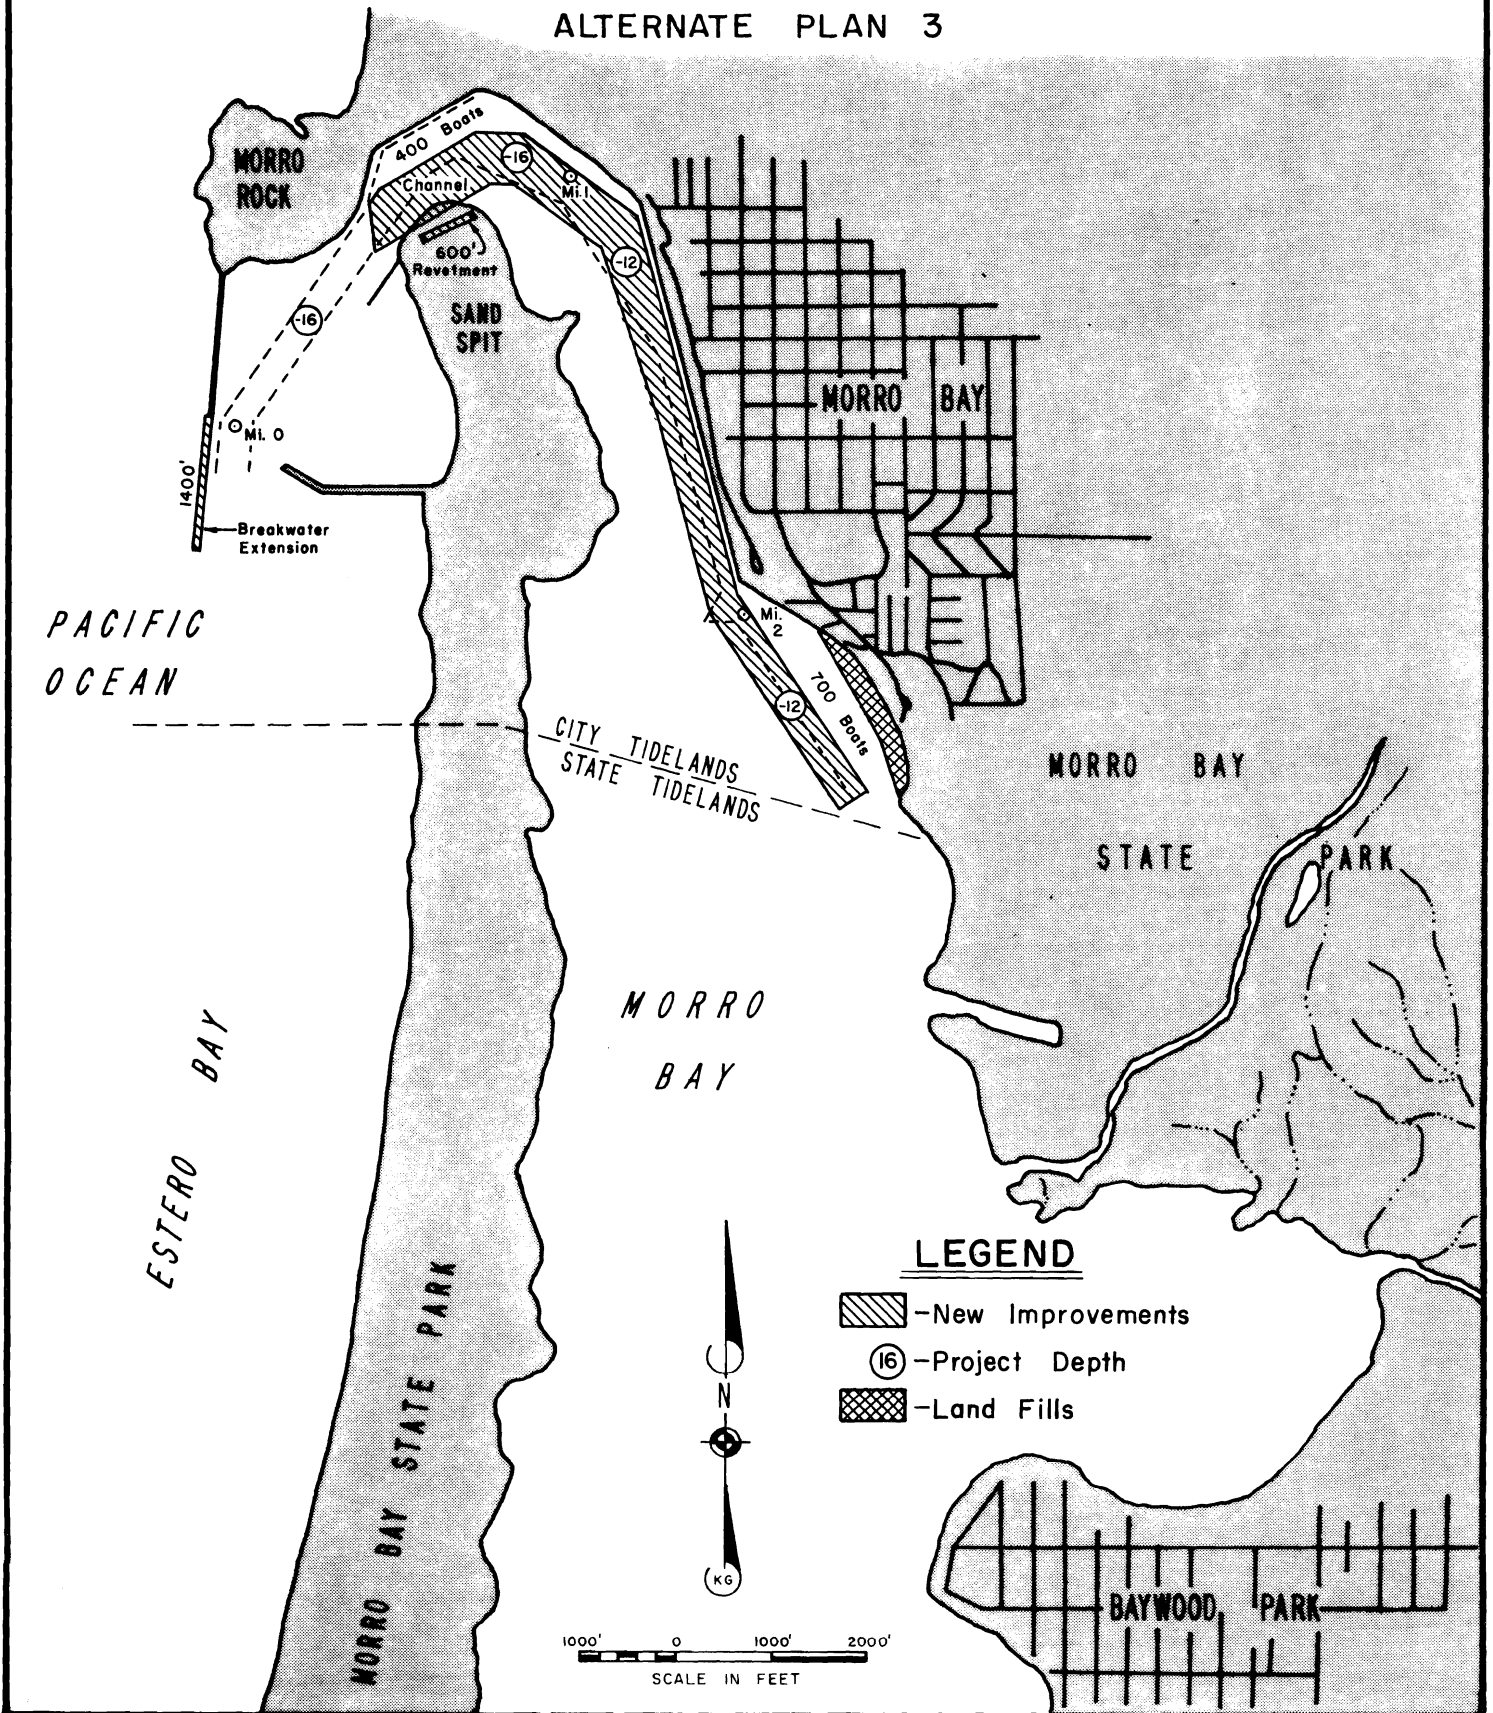 ALTERNATE PLAN 3
400 Boats
-16
MORRO
ROCK
Channel
Mi. 1
600'
Revetment
-12
SAND
SPIT
-16
MORRO BAY
Mi. 0
1400'
Breakwater
Extension
PACIFIC
OCEAN
Mi.
2
700 Boats
-12
CITY TIDELANDS
STATE TIDELANDS
MORRO BAY
STATE PARK
MORRO
BAY
ESTERO BAY
MORRO BAY STATE PARK
LEGEND
-New Improvements
16 -Project Depth
-Land Fills
N
KG
BAYWOOD PARK
1000' 0 1000' 2000'
SCALE IN FEET